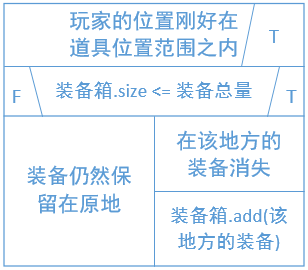 玩家的位置刚好在
道具位置范围之内
T
F
装备箱.size <= 装备总量
T
装备仍然保
留在原地
在该地方的
装备消失
装备箱.add(该
地方的装备)